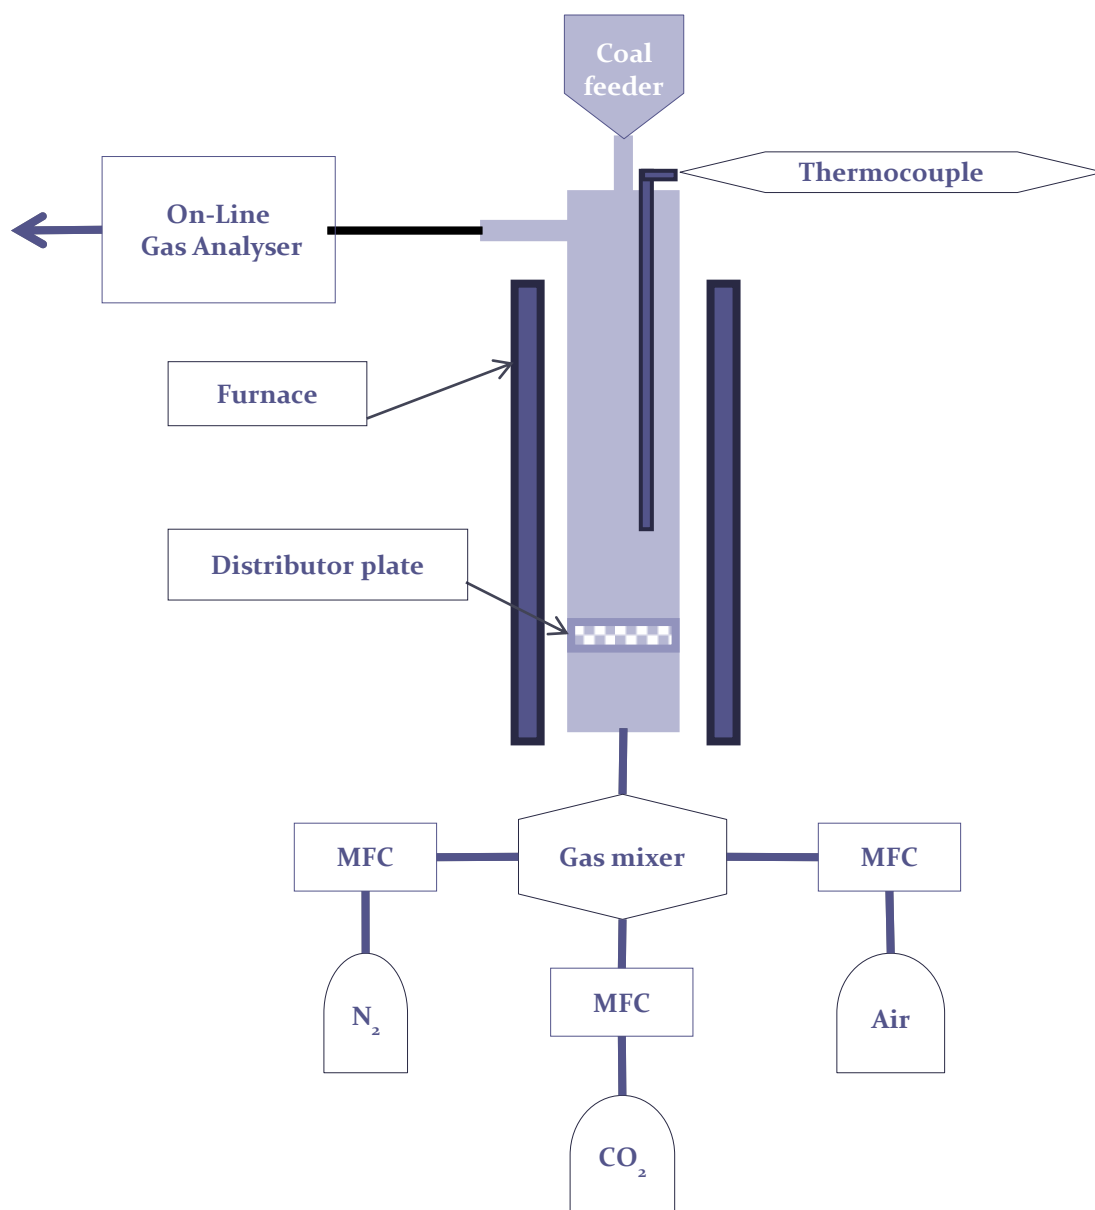 Coal
feeder
Thermocouple
On-Line
Gas Analyser
Furnace
Distributor plate
MFC
Gas mixer
MFC
N₂
MFC
Air
CO₂